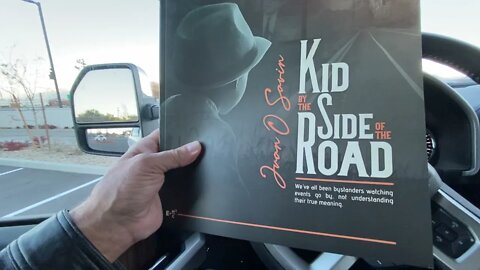 Juan O Savin
KID
BY THE
SIDE OF THE
ROAD
We've all been bystanders watching
events go by, not understanding
their true meaning.